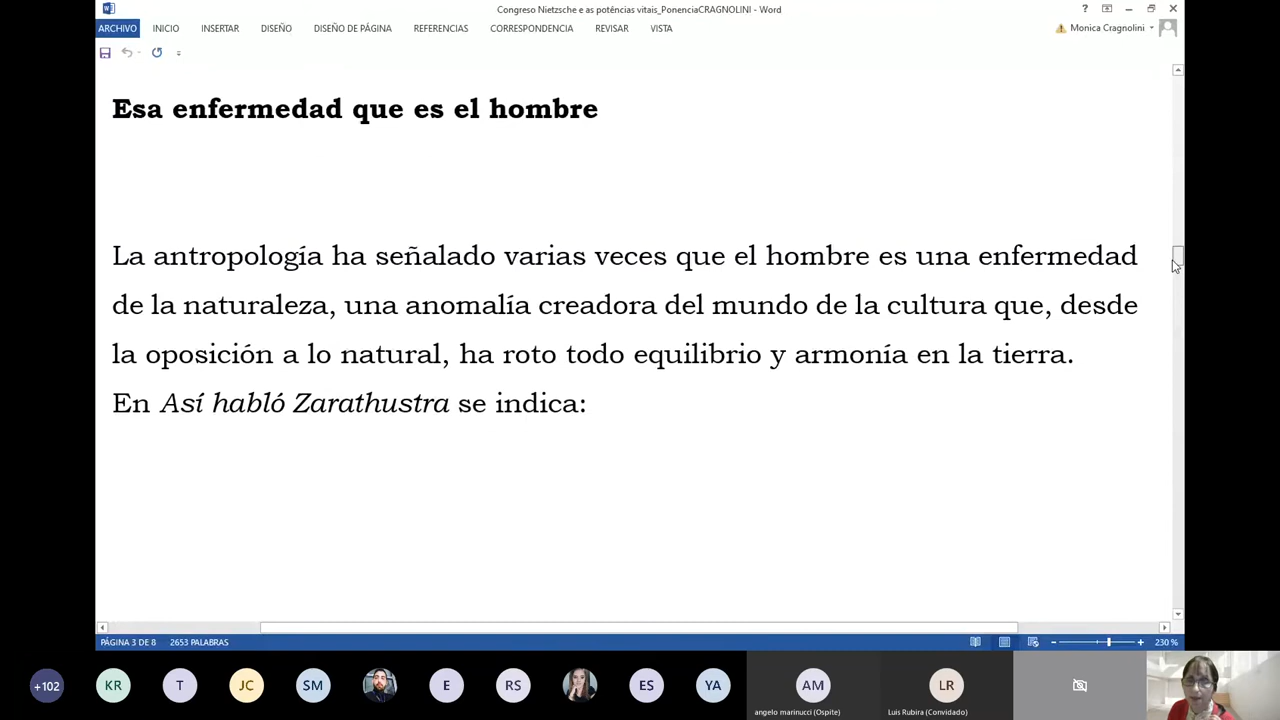 Congreso Nietzsche e as potências vitais_PonenciaCRAGNOLINI - Word
ARCHIVO INICIO INSERTAR DISEÑO DISEÑO DE PÁGINA REFERENCIAS CORRESPONDENCIA REVISAR VISTA Monica Cragnolini
Esa enfermedad que es el hombre
La antropología ha señalado varias veces que el hombre es una enfermedad
de la naturaleza, una anomalía creadora del mundo de la cultura que, desde
la oposición a lo natural, ha roto todo equilibrio y armonía en la tierra.
En Así habló Zarathustra se indica:
PÁGINA 3 DE 8 2653 PALABRAS 230 %
+102 KR T JC SM E RS ES YA AM LR
angelo marinucci (Ospite) Luis Rubira (Convidado)